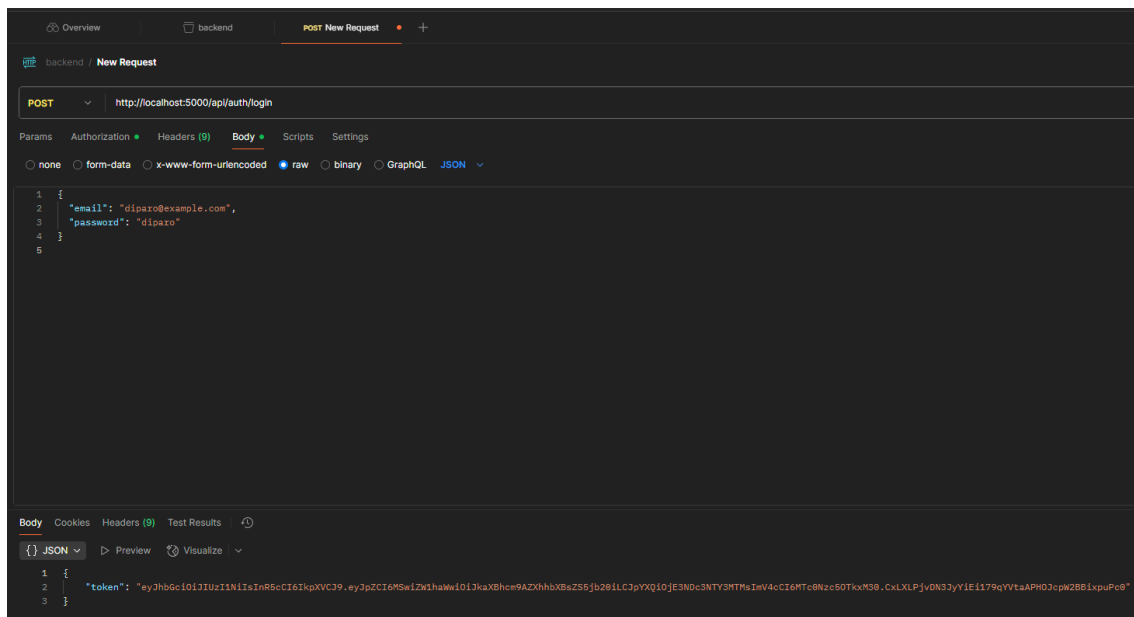 Overview backend POST New Request
HTTP backend / New Request
POST http://localhost:5000/api/auth/login
Params Authorization Headers (9) Body Scripts Settings
none form-data x-www-form-urlencoded raw binary GraphQL JSON
1 {
2 "email": "diparo@example.com",
3 "password": "diparo"
4 }
5
Body Cookies Headers (9) Test Results
{} JSON Preview Visualize
1 {
2 "token": "eyJhbGciOiJIUzI1NiIsInR5cCI6IkpXVCJ9.eyJpZCI6MSwiZW1haWwiOiJkaXBhcm9AZXhhbXBsZS5jb20iLCJpYXQiOjE3NDc3NTY3MTMsImV4cCI6MTc0Nzc5OTkxM30.CxLXLPjvDN3JyYiEi179qYVtaAPHOJcpW2BBixpuPc0"
3 }